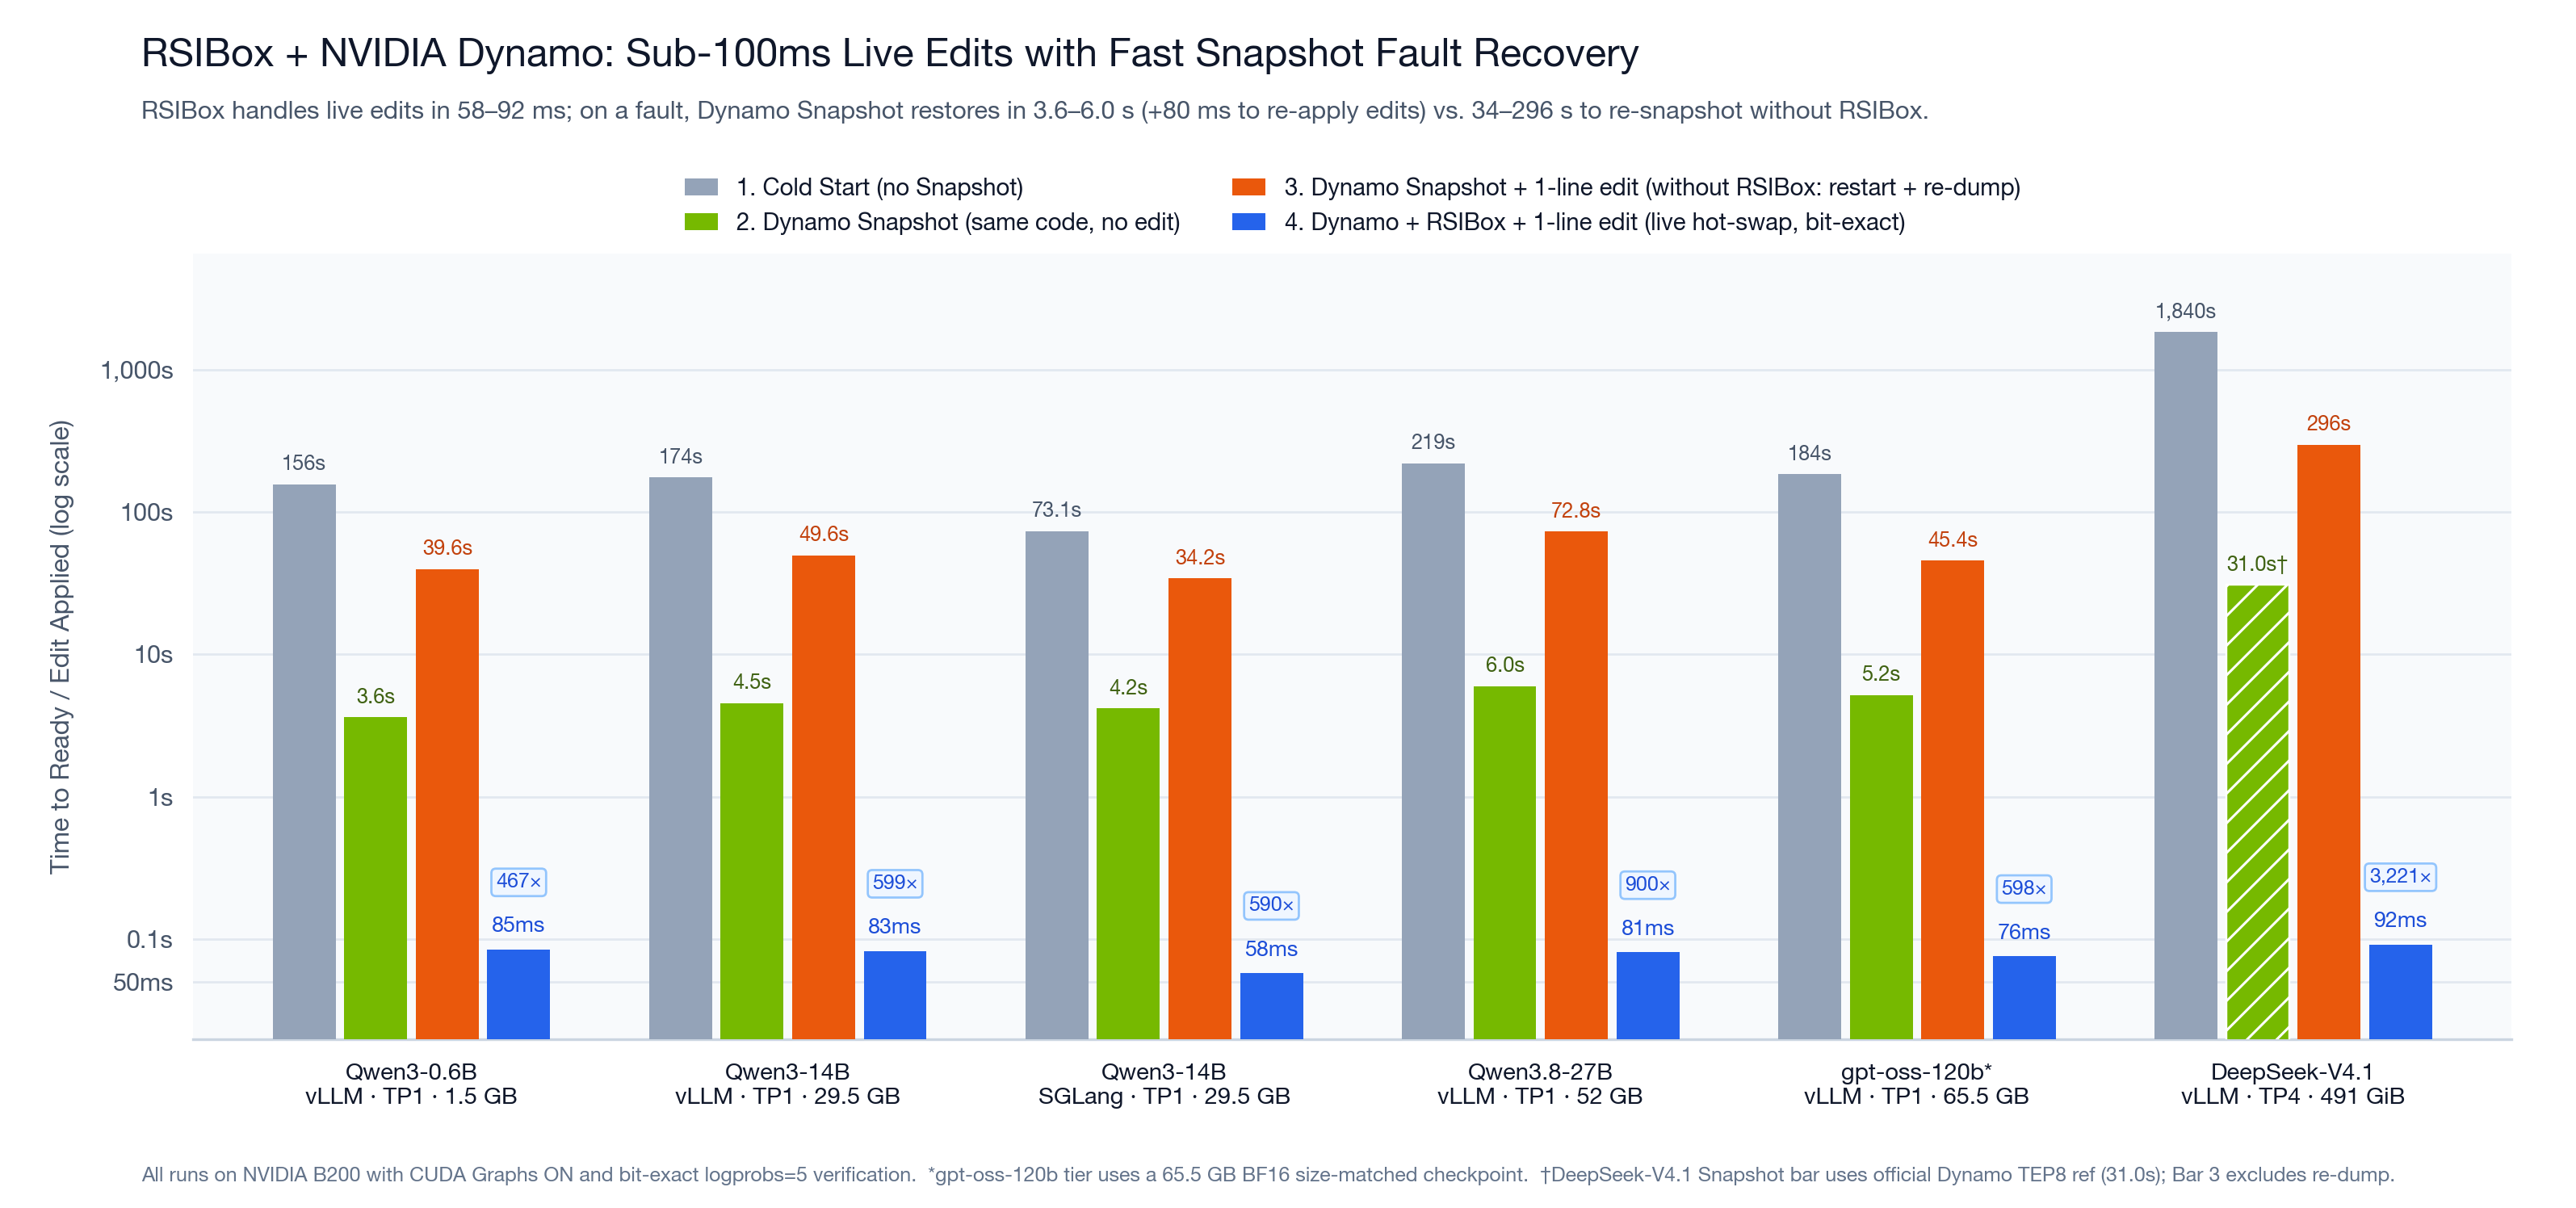 RSIBox + NVIDIA Dynamo: Sub-100ms Live Edits with Fast Snapshot Fault Recovery
RSIBox handles live edits in 58–92 ms; on a fault, Dynamo Snapshot restores in 3.6–6.0 s (+80 ms to re-apply edits) vs. 34–296 s to re-snapshot without RSIBox.
1. Cold Start (no Snapshot)
2. Dynamo Snapshot (same code, no edit)
3. Dynamo Snapshot + 1-line edit (without RSIBox: restart + re-dump)
4. Dynamo + RSIBox + 1-line edit (live hot-swap, bit-exact)
Time to Ready / Edit Applied (log scale)
1,000s
100s
10s
1s
0.1s
50ms
156s
3.6s
39.6s
467×
85ms
174s
4.5s
49.6s
599×
83ms
73.1s
4.2s
34.2s
590×
58ms
219s
6.0s
72.8s
900×
81ms
184s
5.2s
45.4s
598×
76ms
1,840s
31.0s†
296s
3,221×
92ms
Qwen3-0.6B
vLLM · TP1 · 1.5 GB
Qwen3-14B
vLLM · TP1 · 29.5 GB
Qwen3-14B
SGLang · TP1 · 29.5 GB
Qwen3.8-27B
vLLM · TP1 · 52 GB
gpt-oss-120b*
vLLM · TP1 · 65.5 GB
DeepSeek-V4.1
vLLM · TP4 · 491 GiB
All runs on NVIDIA B200 with CUDA Graphs ON and bit-exact logprobs=5 verification. *gpt-oss-120b tier uses a 65.5 GB BF16 size-matched checkpoint. †DeepSeek-V4.1 Snapshot bar uses official Dynamo TEP8 ref (31.0s); Bar 3 excludes re-dump.